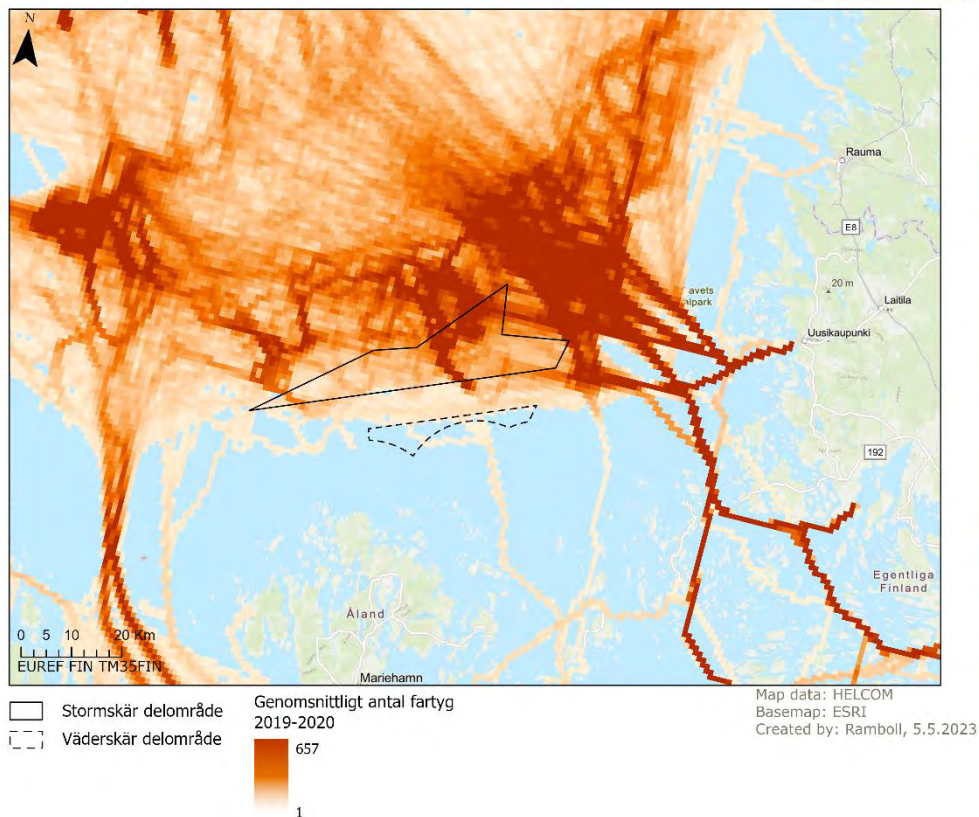 N
Rauma
E8
avets
alpark
20 m
Laitila
Uusikaupunki
192
Egentliga
Finland
Åland
0 5 10 20 Km
EUREF FIN TM35FIN
Mariehamn
Stormskär delområde
Väderskär delområde
Genomsnittligt antal fartyg
2019-2020
657
1
Map data: HELCOM
Basemap: ESRI
Created by: Ramboll, 5.5.2023